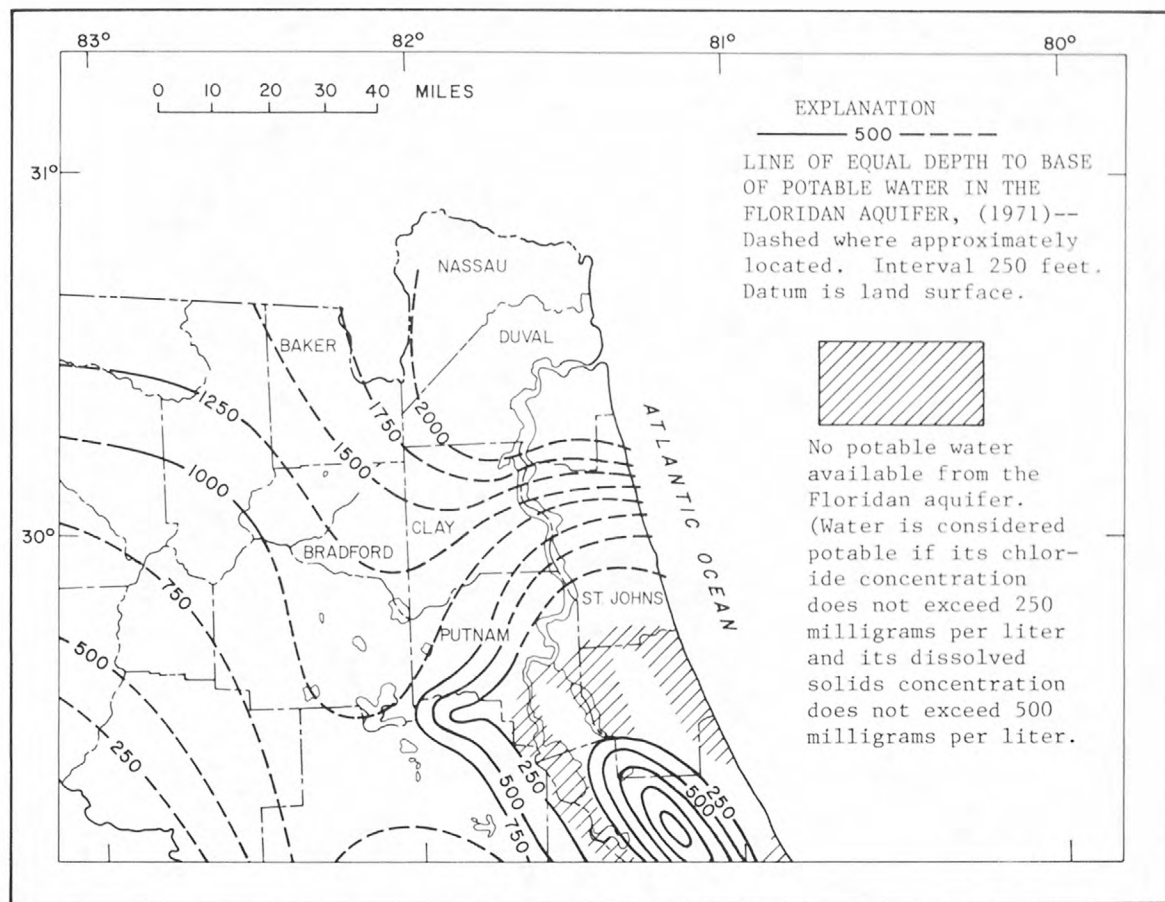 83° 82° 81° 80°
0 10 20 30 40 MILES
EXPLANATION
500
LINE OF EQUAL DEPTH TO BASE
OF POTABLE WATER IN THE
FLORIDAN AQUIFER, (1971)--
Dashed where approximately
located. Interval 250 feet.
Datum is land surface.
No potable water
available from the
Floridan aquifer.
(Water is considered
potable if its chlor-
ide concentration
does not exceed 250
milligrams per liter
and its dissolved
solids concentration
does not exceed 500
milligrams per liter.
31°
30°
NASSAU
DUVAL
BAKER
1250
1750
2000
1500
1000
ATLANTIC OCEAN
CLAY
BRADFORD
750
ST. JOHNS
PUTNAM
500
250
250
500
750
250
500